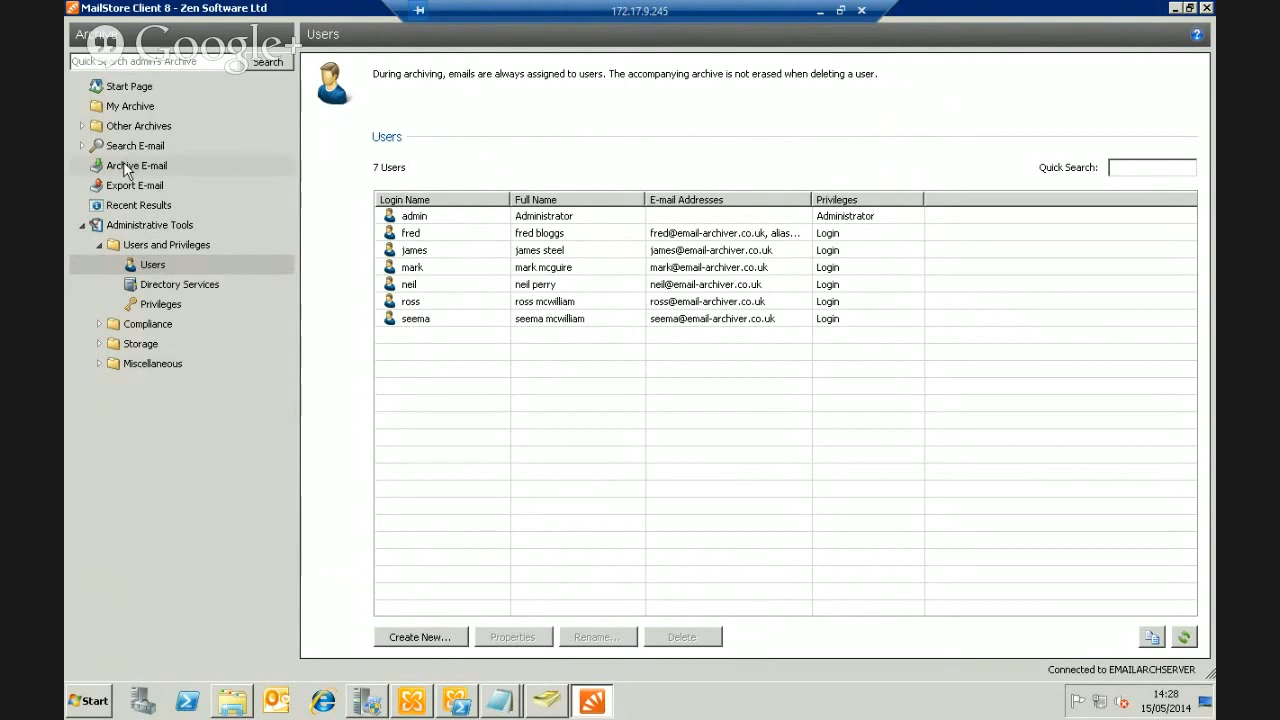 MailStore Client 8 - Zen Software Ltd
172.17.9.245
Archive
Google+
Users
Quick Search admin's Archive
Search
Start Page
My Archive
Other Archives
Search E-mail
Archive E-mail
Export E-mail
Recent Results
Administrative Tools
Users and Privileges
Users
Directory Services
Privileges
Compliance
Storage
Miscellaneous
During archiving, emails are always assigned to users. The accompanying archive is not erased when deleting a user.
Users
7 Users
Quick Search:
Login Name Full Name E-mail Addresses Privileges
admin Administrator Administrator
fred fred bloggs fred@email-archiver.co.uk, alias... Login
james james steel james@email-archiver.co.uk Login
mark mark mcguire mark@email-archiver.co.uk Login
neil neil perry neil@email-archiver.co.uk Login
ross ross mcwilliam ross@email-archiver.co.uk Login
seema seema mcwilliam seema@email-archiver.co.uk Login
Create New... Properties Rename... Delete
Connected to EMAILARCHSERVER
Start
14:28
15/05/2014